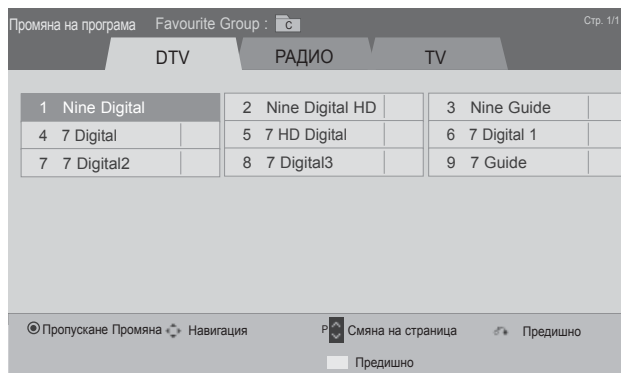 Промяна на програма Favourite Group : C Стр. 1/1
DTV РАДИО TV
1 Nine Digital 2 Nine Digital HD 3 Nine Guide
4 7 Digital 5 7 HD Digital 6 7 Digital 1
7 7 Digital2 8 7 Digital3 9 7 Guide
Пропускане Промяна Навигация P Смяна на страница Предишно
Предишно